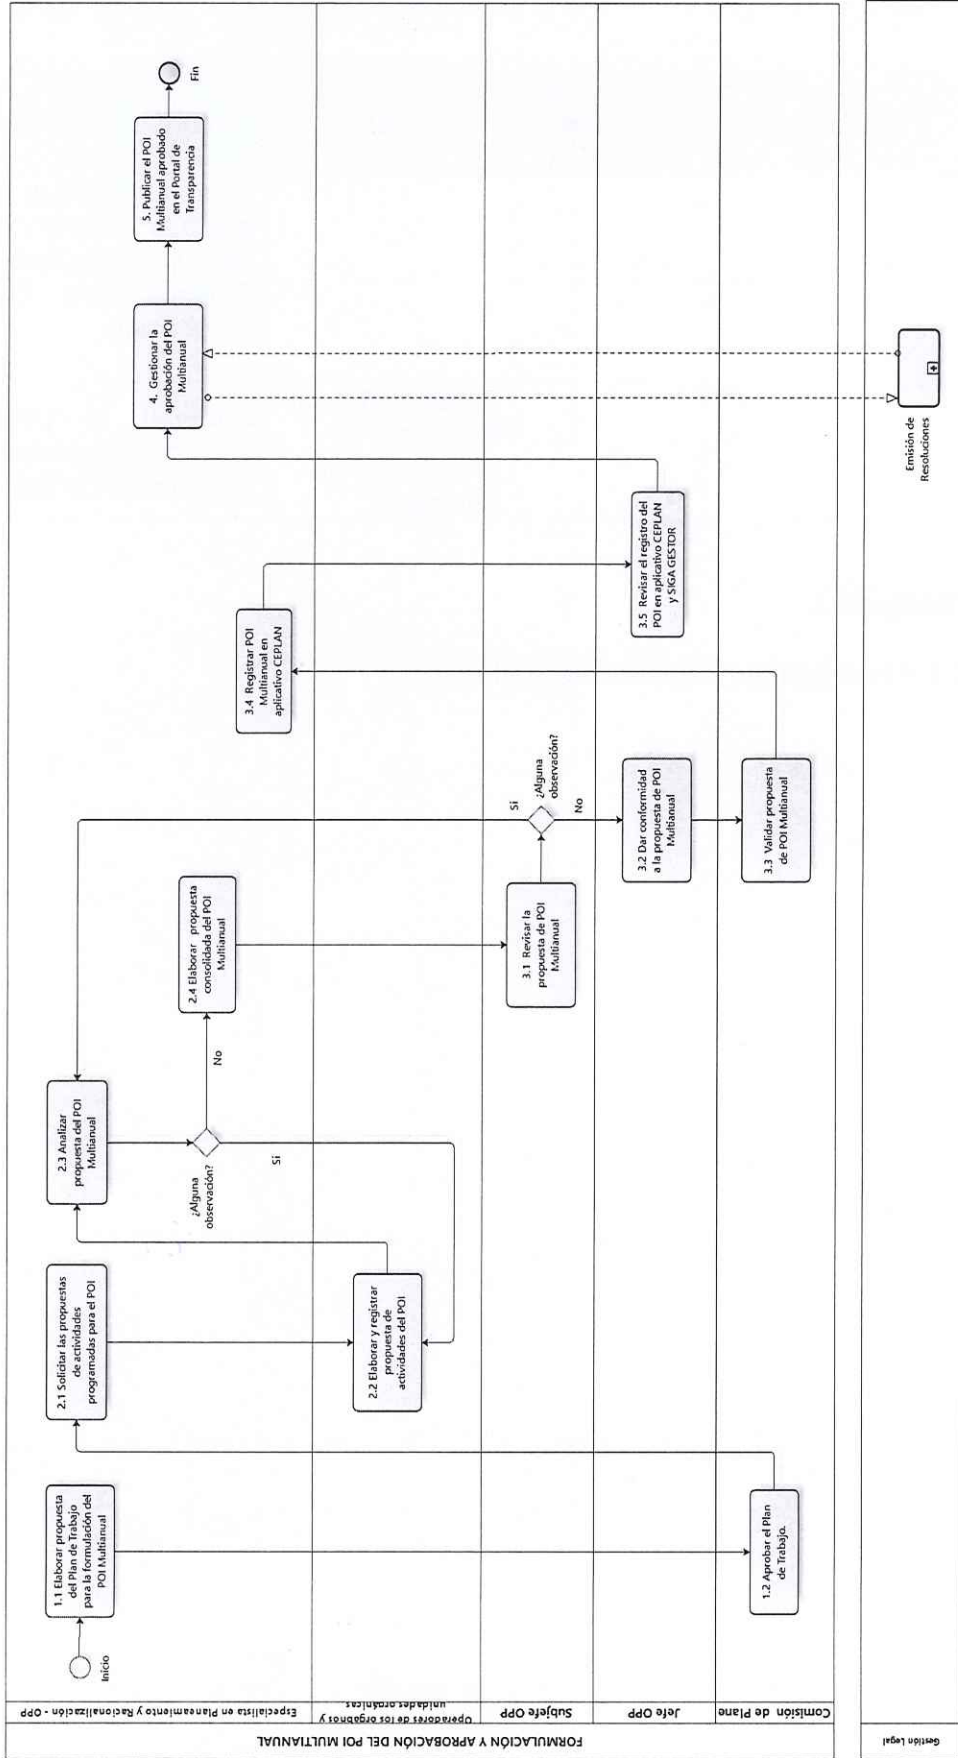 FORMULACIÓN Y APROBACIÓN DEL POI MULTIANUAL
Especialista en Planeamiento y Racionalización - OPP
Inicio
1.1 Elaborar propuesta
del Plan de Trabajo
para la formulación del
POI Multianual
2.1 Solicitar las propuestas
de actividades
programadas para el POI
2.3 Analizar
propuesta del POI
Multianual
¿Alguna
observación?
No
Si
2.4 Elaborar propuesta
consolidada del POI
Multianual
3.4 Registrar POI
Multianual en
aplicativo CEPLAN
4. Gestionar la
aprobación del POI
Multianual
5. Publicar el POI
Multianual aprobado
en el Portal de
Transparencia
Fin
Operadores de los orgabnos y
unidades orgánicas
2.2 Elaborar y registrar
propuesta de
actividades del POI
Subjefe OPP
3.1 Revisar la
propuesta de POI
Multianual
Si
¿Alguna
observación?
No
Jefe OPP
3.2 Dar conformidad
a la propuesta de POI
Multianual
3.5 Revisar el registro del
POI en aplicativo CEPLAN
y SIGA GESTOR
Comisión de Plane
1.2 Aprobar el Plan
de Trabajo.
3.3 Validar propuesta
de POI Multianual
Gestión Legal
Emisión de
Resoluciones